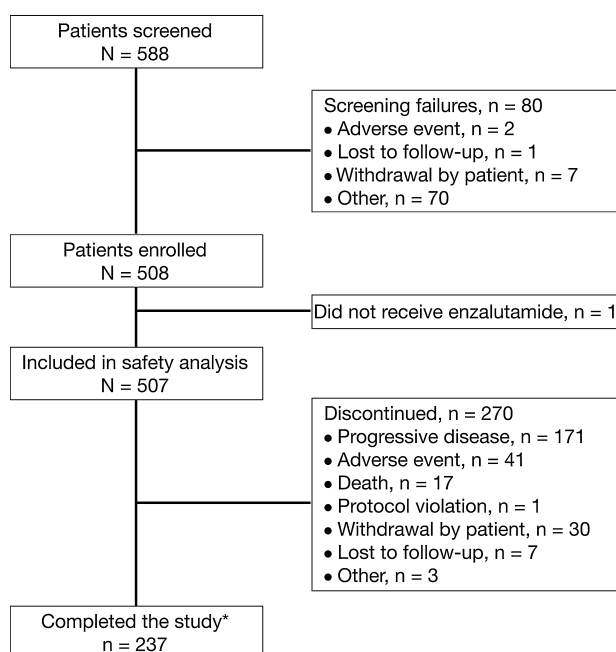 Patients screened
N = 588
Screening failures, n = 80
• Adverse event, n = 2
• Lost to follow-up, n = 1
• Withdrawal by patient, n = 7
• Other, n = 70
Patients enrolled
N = 508
Did not receive enzalutamide, n = 1
Included in safety analysis
N = 507
Discontinued, n = 270
• Progressive disease, n = 171
• Adverse event, n = 41
• Death, n = 17
• Protocol violation, n = 1
• Withdrawal by patient, n = 30
• Lost to follow-up, n = 7
• Other, n = 3
Completed the study*
n = 237